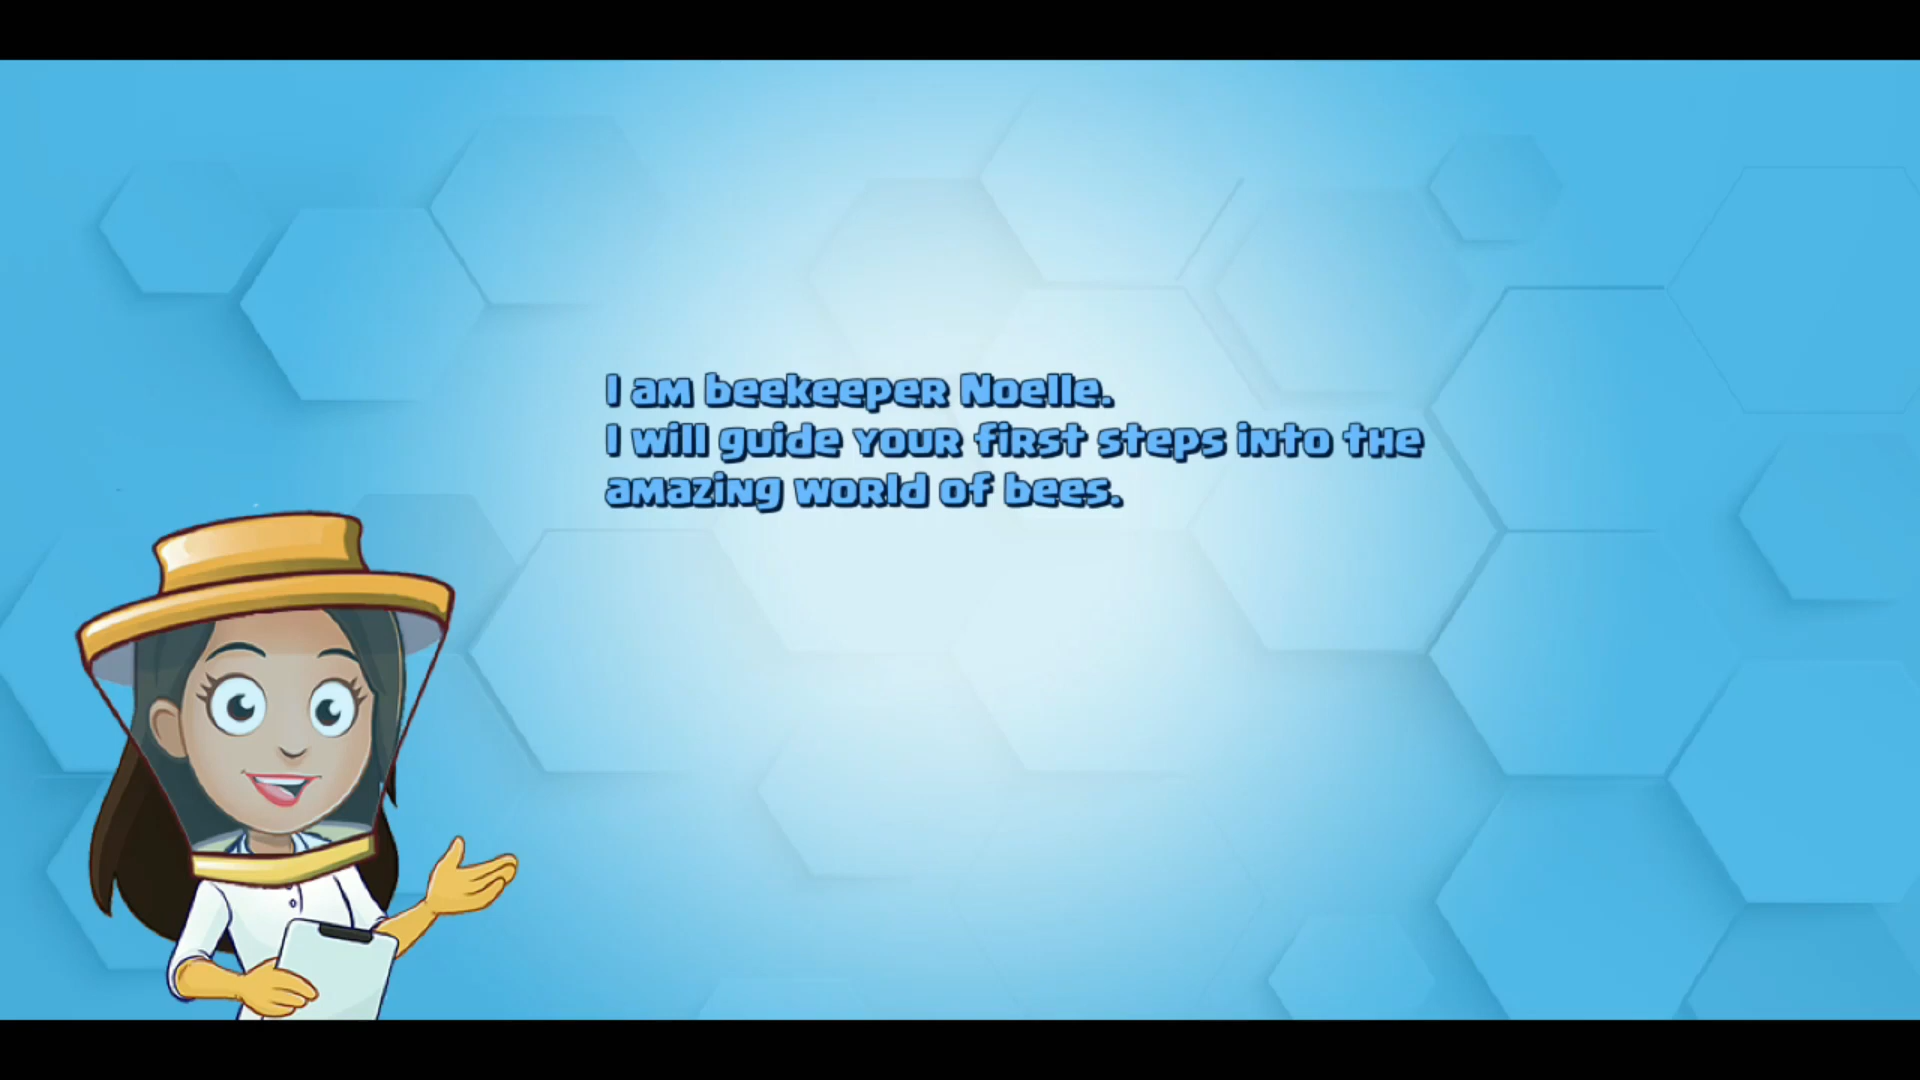 I am beekeeper Noelle.
I will guide your first steps into the
amazing world of bees.